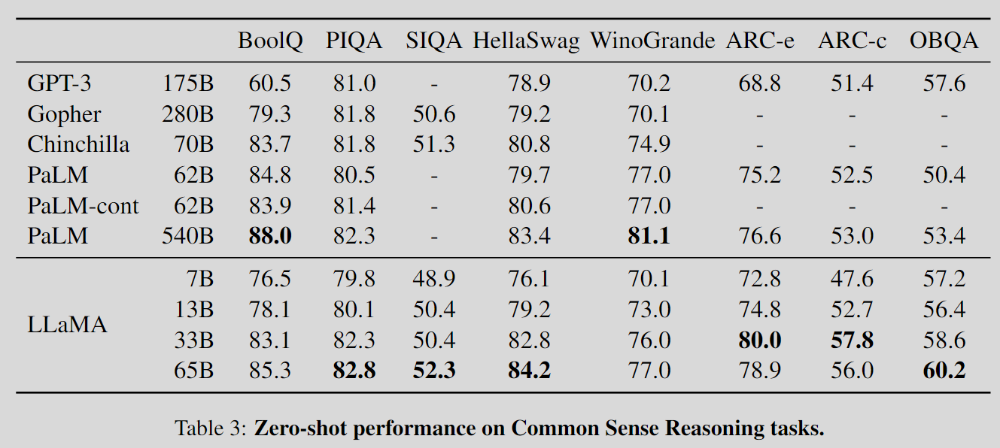 BoolQ PIQA SIQA HellaSwag WinoGrande ARC-e ARC-c OBQA
GPT-3 175B 60.5 81.0 - 78.9 70.2 68.8 51.4 57.6
Gopher 280B 79.3 81.8 50.6 79.2 70.1 - - -
Chinchilla 70B 83.7 81.8 51.3 80.8 74.9 - - -
PaLM 62B 84.8 80.5 - 79.7 77.0 75.2 52.5 50.4
PaLM-cont 62B 83.9 81.4 - 80.6 77.0 - - -
PaLM 540B 88.0 82.3 - 83.4 81.1 76.6 53.0 53.4
7B 76.5 79.8 48.9 76.1 70.1 72.8 47.6 57.2
13B 78.1 80.1 50.4 79.2 73.0 74.8 52.7 56.4
LLaMA
33B 83.1 82.3 50.4 82.8 76.0 80.0 57.8 58.6
65B 85.3 82.8 52.3 84.2 77.0 78.9 56.0 60.2
Table 3: Zero-shot performance on Common Sense Reasoning tasks.